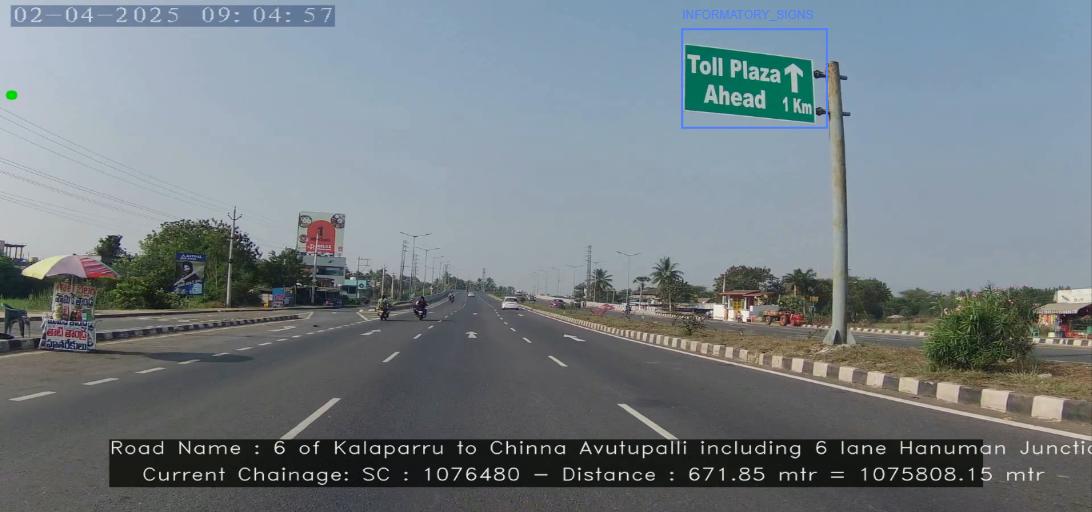 02-04-2025 09:04:57
INFORMATORY_SIGNS
Toll Plaza
Ahead 1 Km
Road Name : 6 of Kalaparru to Chinna Avutupalli including 6 lane Hanuman Junctio
Current Chainage: SC : 1076480 - Distance : 671.85 mtr = 1075808.15 mtr -